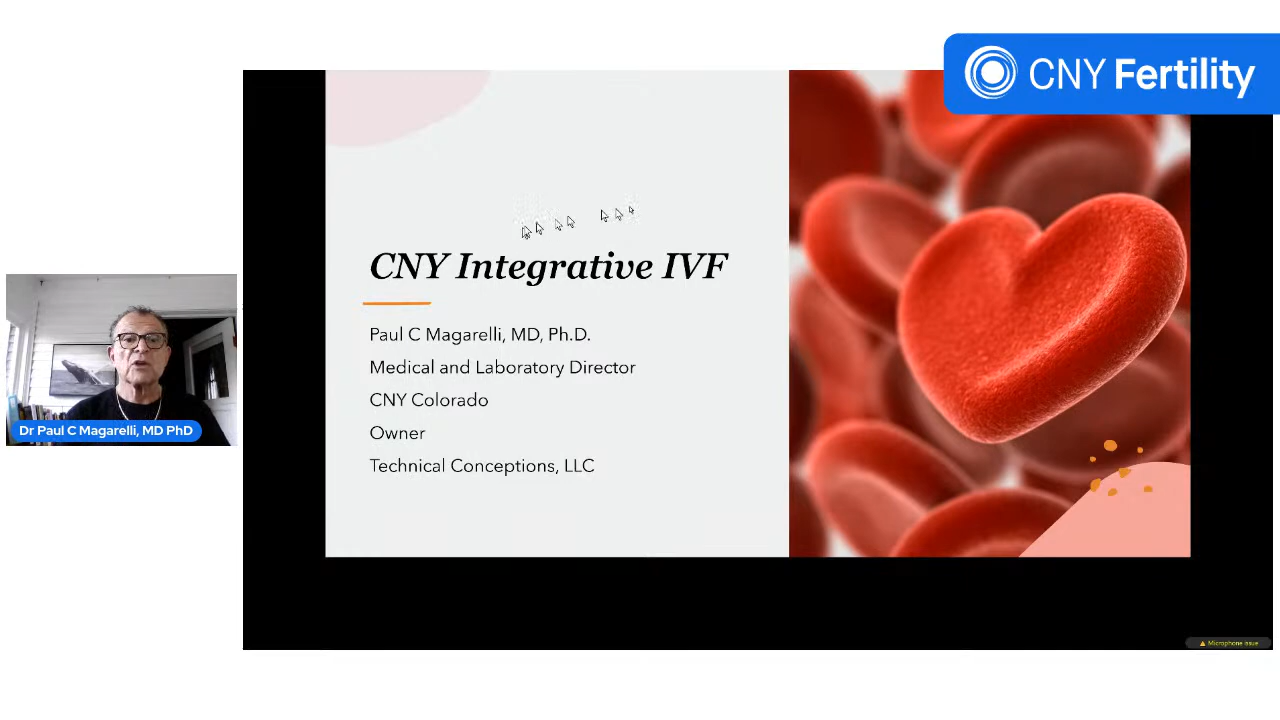 CNY Fertility
CNY Integrative IVF
Paul C Magarelli, MD, Ph.D.
Medical and Laboratory Director
CNY Colorado
Owner
Technical Conceptions, LLC
Dr Paul C Magarelli, MD PhD
Microphone issue